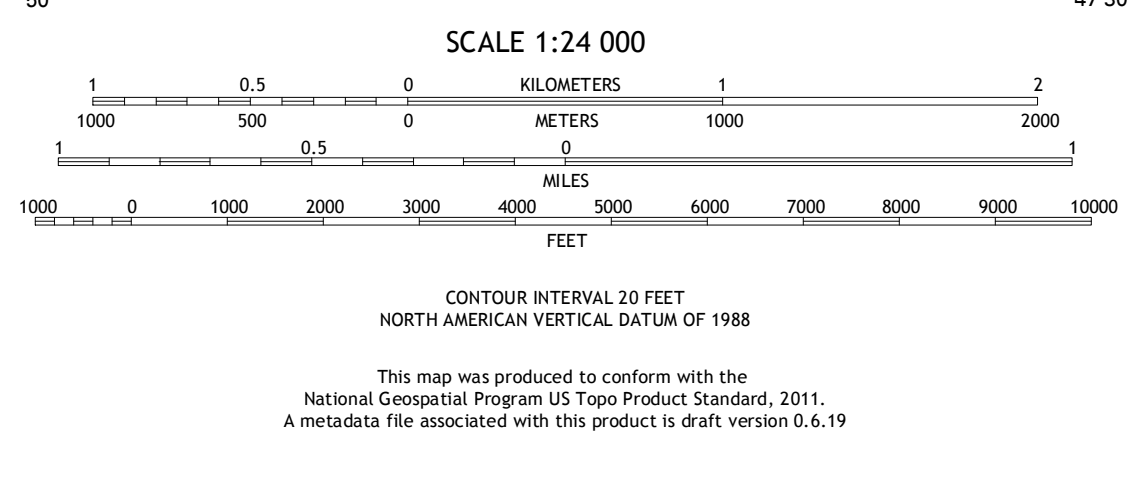 50 47'30"
SCALE 1:24 000
1 0.5 0 KILOMETERS 1 2
1000 500 0 METERS 1000 2000
1 0.5 0 1
MILES
1000 0 1000 2000 3000 4000 5000 6000 7000 8000 9000 10000
FEET
CONTOUR INTERVAL 20 FEET
NORTH AMERICAN VERTICAL DATUM OF 1988
This map was produced to conform with the
National Geospatial Program US Topo Product Standard, 2011.
A metadata file associated with this product is draft version 0.6.19